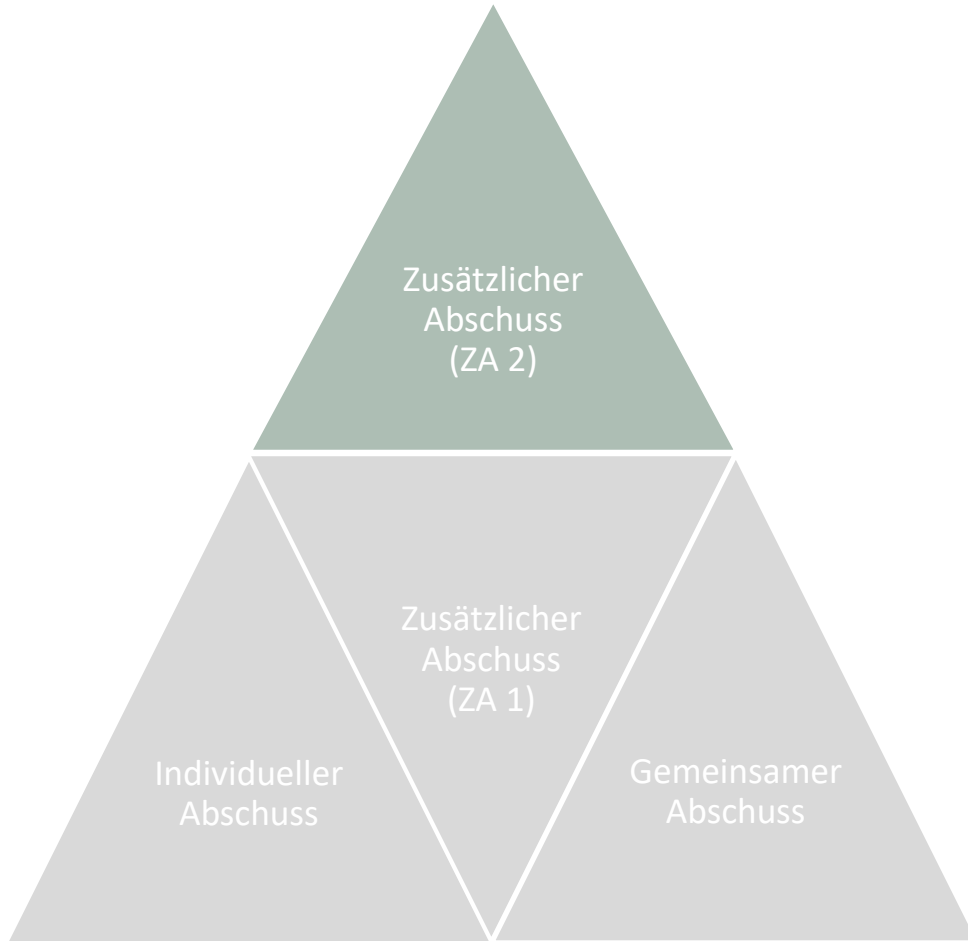 Zusätzlicher
Abschuss
(ZA 2)
Zusätzlicher
Abschuss
(ZA 1)
Individueller
Abschuss
Gemeinsamer
Abschuss